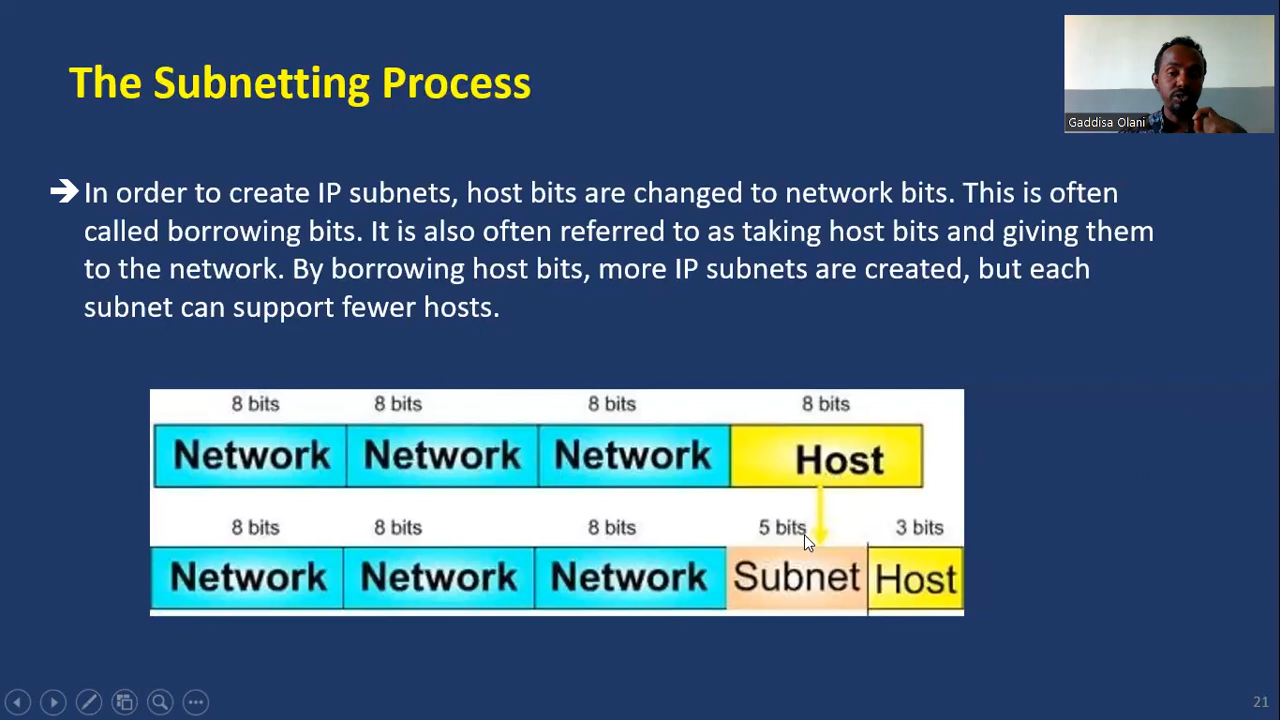 The Subnetting Process
Gaddisa Olani
➔ In order to create IP subnets, host bits are changed to network bits. This is often
called borrowing bits. It is also often referred to as taking host bits and giving them
to the network. By borrowing host bits, more IP subnets are created, but each
subnet can support fewer hosts.
8 bits 8 bits 8 bits 8 bits
Network Network Network Host
8 bits 8 bits 8 bits 5 bits 3 bits
Network Network Network Subnet Host
21